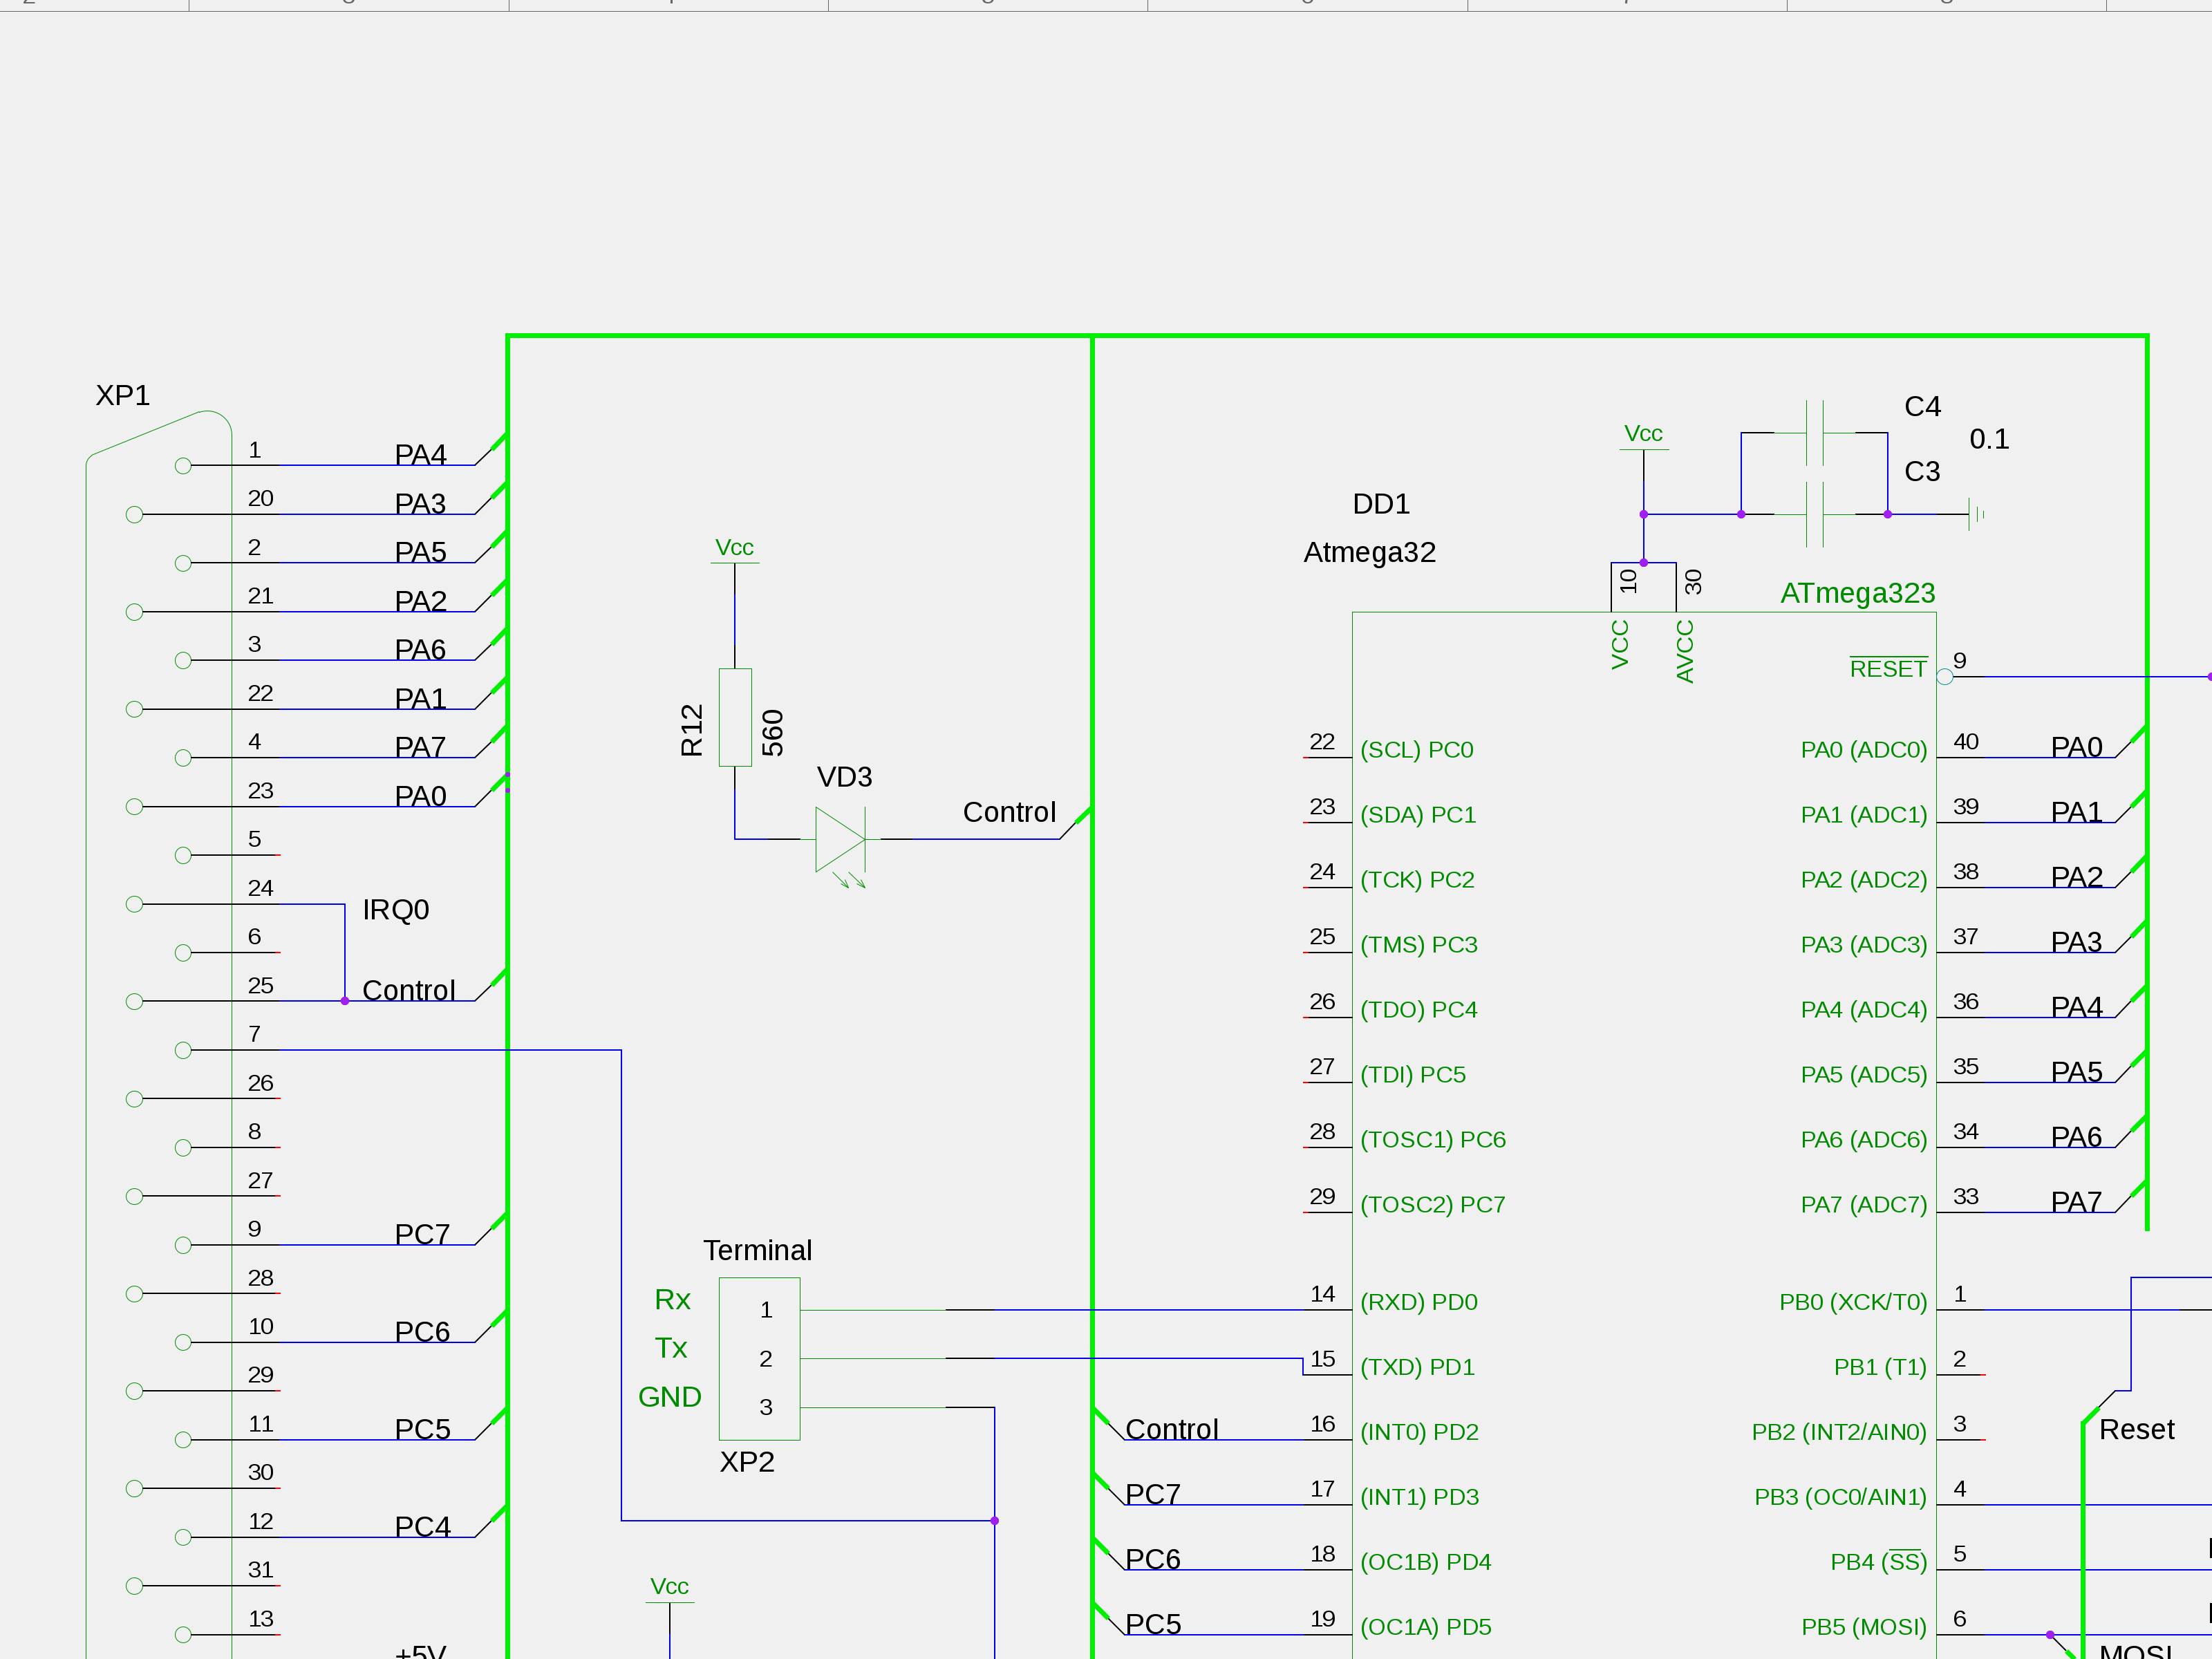 XP1
1 PA4
20 PA3
2 PA5
21 PA2
3 PA6
22 PA1
4 PA7
23 PA0
5
24
IRQ0
6
25 Control
7
26
8
27
9 PC7
28
10 PC6
29
11 PC5
30
12 PC4
31
13
+5V
Vcc
R12
560
VD3
Control
Terminal
Rx 1
Tx 2
GND 3
XP2
Vcc
C4
0.1
C3
Vcc
DD1
Atmega32
ATmega323
10
30
VCC
AVCC
RESET 9
22 (SCL) PC0
23 (SDA) PC1
24 (TCK) PC2
25 (TMS) PC3
26 (TDO) PC4
27 (TDI) PC5
28 (TOSC1) PC6
29 (TOSC2) PC7
14 (RXD) PD0
15 (TXD) PD1
Control 16 (INT0) PD2
PC7 17 (INT1) PD3
PC6 18 (OC1B) PD4
PC5 19 (OC1A) PD5
PA0 (ADC0) 40 PA0
PA1 (ADC1) 39 PA1
PA2 (ADC2) 38 PA2
PA3 (ADC3) 37 PA3
PA4 (ADC4) 36 PA4
PA5 (ADC5) 35 PA5
PA6 (ADC6) 34 PA6
PA7 (ADC7) 33 PA7
PB0 (XCK/T0) 1
PB1 (T1) 2
PB2 (INT2/AIN0) 3
Reset
PB3 (OC0/AIN1) 4
PB4 (SS) 5
PB5 (MOSI) 6
MOSI